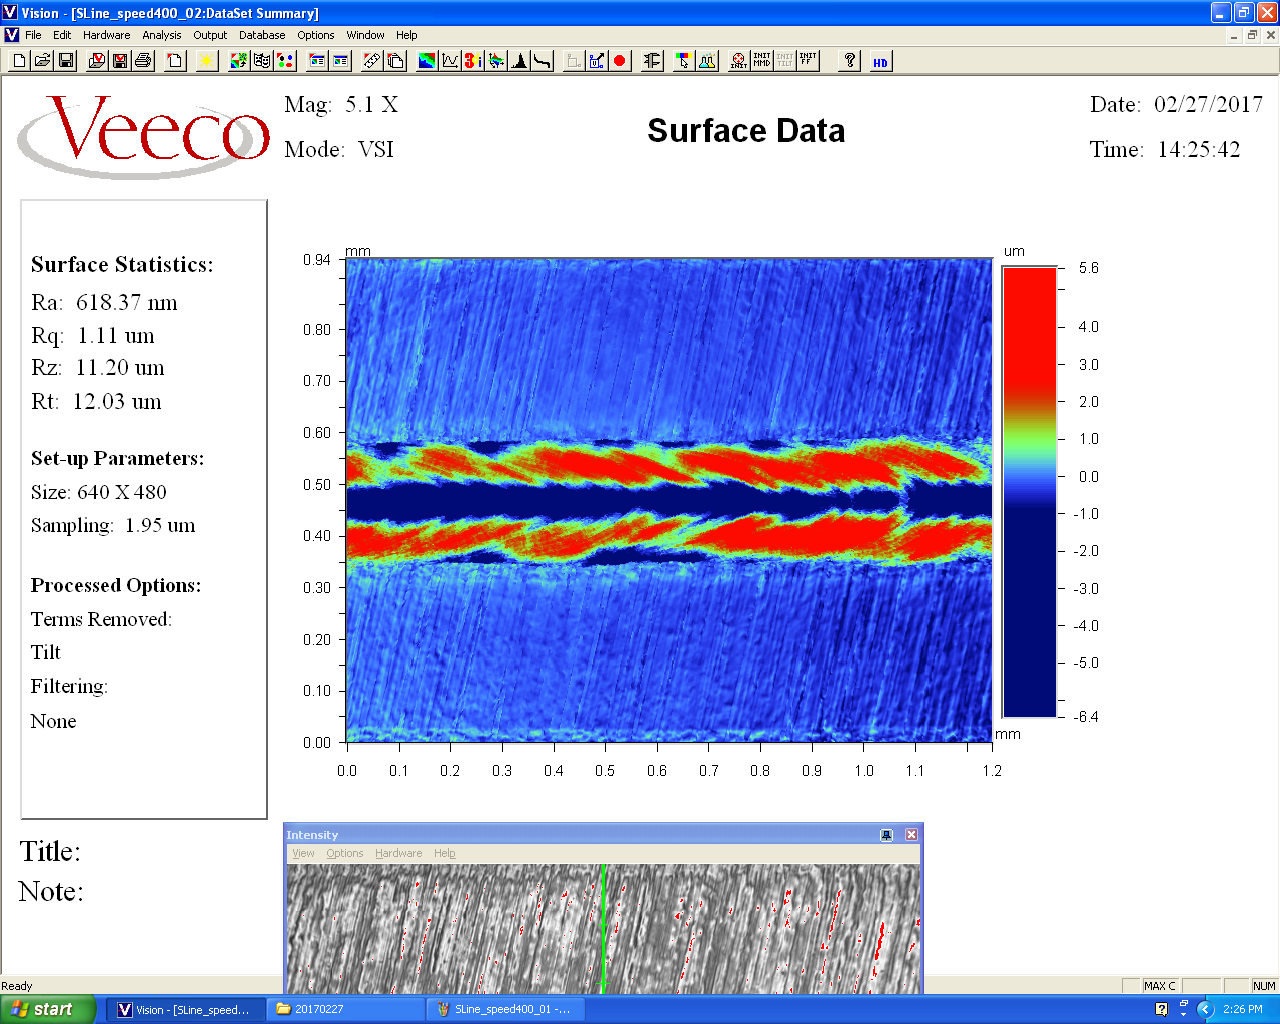 Vision - [SLine_speed400_02:DataSet Summary]
File Edit Hardware Analysis Output Database Options Window Help
INIT INIT MMD INIT TILT INIT FF ? HD
Veeco
Mag: 5.1 X
Mode: VSI
Surface Data
Date: 02/27/2017
Time: 14:25:42
Surface Statistics:
Ra: 618.37 nm
Rq: 1.11 um
Rz: 11.20 um
Rt: 12.03 um
Set-up Parameters:
Size: 640 X 480
Sampling: 1.95 um
Processed Options:
Terms Removed:
Tilt
Filtering:
None
Title:
Note:
mm
0.94
0.80
0.70
0.60
0.50
0.40
0.30
0.20
0.10
0.00
0.0 0.1 0.2 0.3 0.4 0.5 0.6 0.7 0.8 0.9 1.0 1.1 1.2
mm
um
5.6
4.0
3.0
2.0
1.0
0.0
-1.0
-2.0
-3.0
-4.0
-5.0
-6.4
Intensity
View Options Hardware Help
Ready
MAX C NUM
start Vision - [SLine_speed... 20170227 SLine_speed400_01 -... 2:26 PM